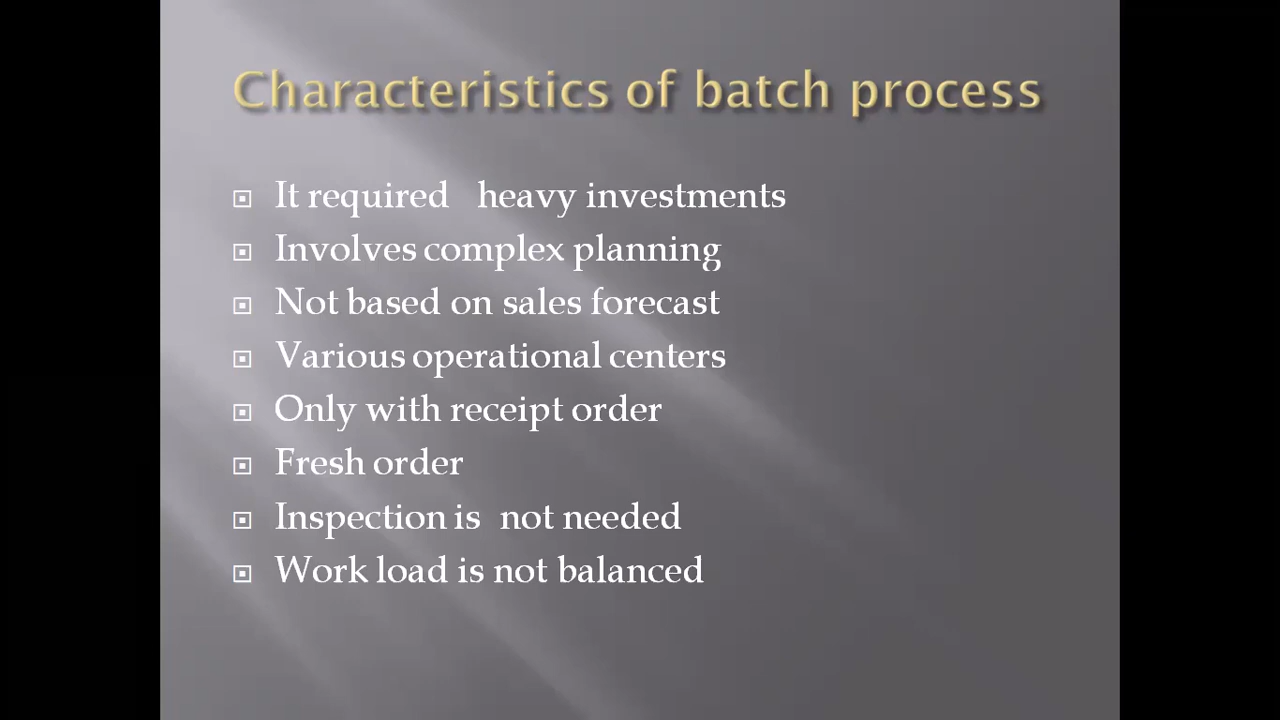 Characteristics of batch process
It required heavy investments
Involves complex planning
Not based on sales forecast
Various operational centers
Only with receipt order
Fresh order
Inspection is not needed
Work load is not balanced